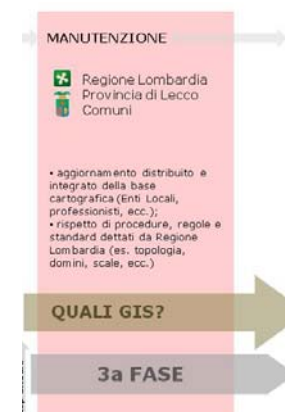 MANUTENZIONE
Regione Lombardia
Provincia di Lecco
Comuni
• aggiornamento distribuito e
integrato della base
cartografica (Enti Locali,
professionisti, ecc.);
• rispetto di procedure, regole e
standard dettati da Regione
Lombardia (es. topologia,
domini, scale, ecc.)
QUALI GIS?
3a FASE